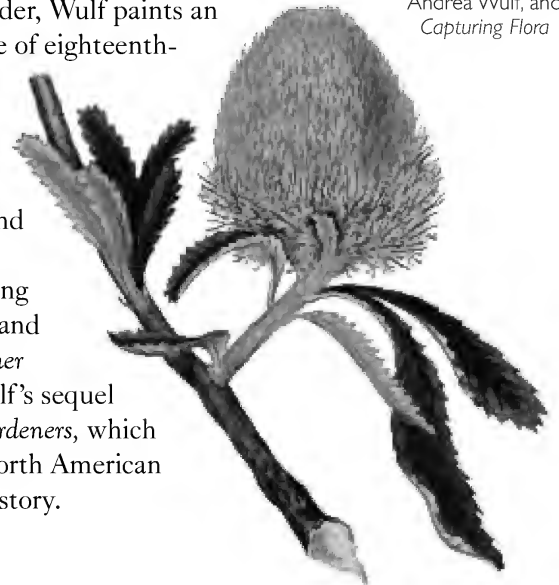 der, Wulf paints an
e of eighteenth-
nd
ng
and
ner
lf's sequel
rdeners, which
orth American
story.
Andrea Wulf, and
Capturing Flora